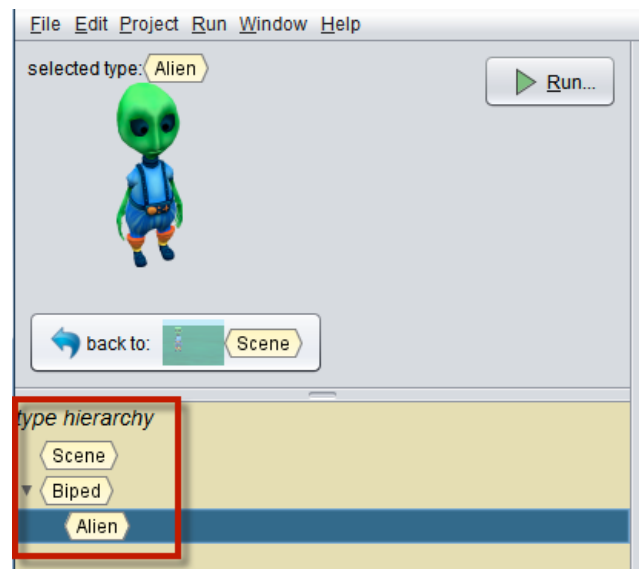 File Edit Project Run Window Help
selected type: Alien
Run...
back to: Scene
type hierarchy
Scene
Biped
Alien